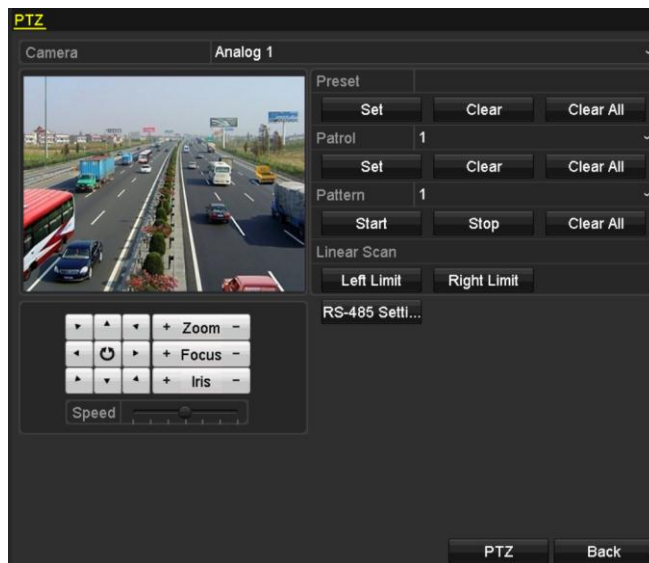 PTZ
Camera Analog 1
Preset
Set Clear Clear All
Patrol 1
Set Clear Clear All
Pattern 1
Start Stop Clear All
Linear Scan
Left Limit Right Limit
RS-485 Setti...
+ Zoom −
+ Focus −
+ Iris −
Speed
PTZ Back